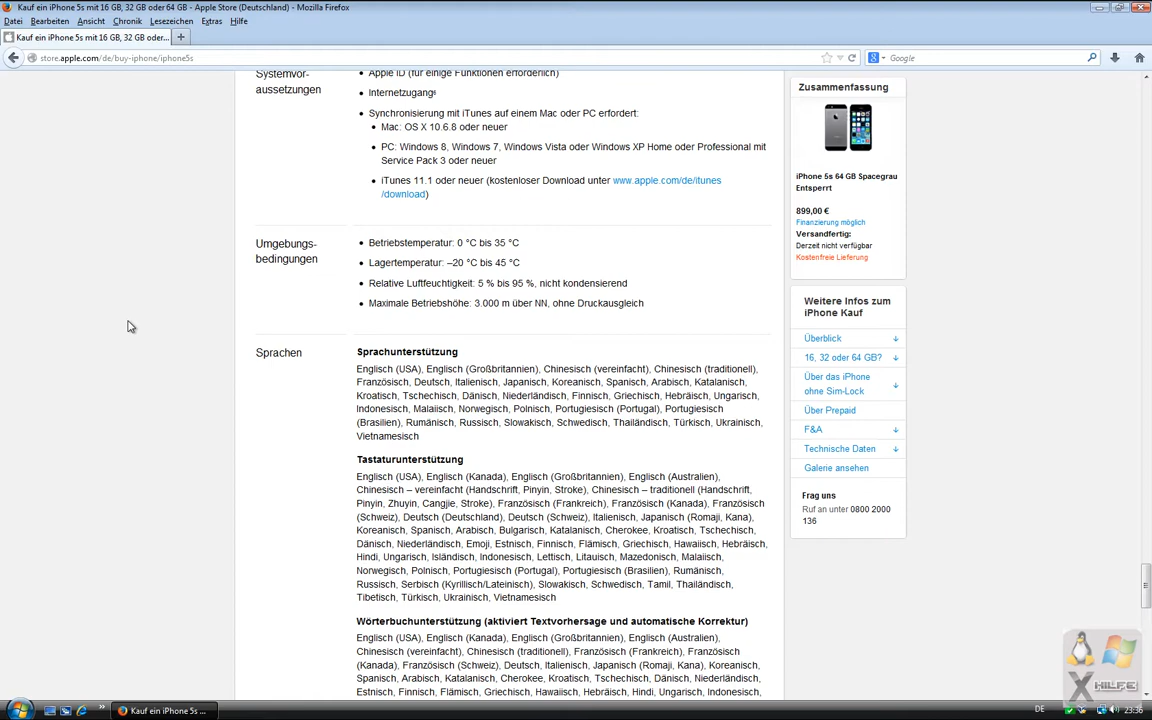 Kauf ein iPhone 5s mit 16 GB, 32 GB oder 64 GB - Apple Store (Deutschland) - Mozilla Firefox
Datei Bearbeiten Ansicht Chronik Lesezeichen Extras Hilfe
Kauf ein iPhone 5s mit 16 GB, 32 GB oder...
store.apple.com/de/buy-iphone/iphone5s
Google
Systemvor-
aussetzungen
Apple ID (für einige Funktionen erforderlich)
Internetzugang⁶
Synchronisierung mit iTunes auf einem Mac oder PC erfordert:
Mac: OS X 10.6.8 oder neuer
PC: Windows 8, Windows 7, Windows Vista oder Windows XP Home oder Professional mit
Service Pack 3 oder neuer
iTunes 11.1 oder neuer (kostenloser Download unter www.apple.com/de/itunes
/download)
Umgebungs-
bedingungen
Betriebstemperatur: 0 °C bis 35 °C
Lagertemperatur: –20 °C bis 45 °C
Relative Luftfeuchtigkeit: 5 % bis 95 %, nicht kondensierend
Maximale Betriebshöhe: 3.000 m über NN, ohne Druckausgleich
Sprachen
Sprachunterstützung
Englisch (USA), Englisch (Großbritannien), Chinesisch (vereinfacht), Chinesisch (traditionell),
Französisch, Deutsch, Italienisch, Japanisch, Koreanisch, Spanisch, Arabisch, Katalanisch,
Kroatisch, Tschechisch, Dänisch, Niederländisch, Finnisch, Griechisch, Hebräisch, Ungarisch,
Indonesisch, Malaiisch, Norwegisch, Polnisch, Portugiesisch (Portugal), Portugiesisch
(Brasilien), Rumänisch, Russisch, Slowakisch, Schwedisch, Thailändisch, Türkisch, Ukrainisch,
Vietnamesisch
Tastaturunterstützung
Englisch (USA), Englisch (Kanada), Englisch (Großbritannien), Englisch (Australien),
Chinesisch – vereinfacht (Handschrift, Pinyin, Stroke), Chinesisch – traditionell (Handschrift,
Pinyin, Zhuyin, Cangjie, Stroke), Französisch (Frankreich), Französisch (Kanada), Französisch
(Schweiz), Deutsch (Deutschland), Deutsch (Schweiz), Italienisch, Japanisch (Romaji, Kana),
Koreanisch, Spanisch, Arabisch, Bulgarisch, Katalanisch, Cherokee, Kroatisch, Tschechisch,
Dänisch, Niederländisch, Emoji, Estnisch, Finnisch, Flämisch, Griechisch, Hawaiisch, Hebräisch,
Hindi, Ungarisch, Isländisch, Indonesisch, Lettisch, Litauisch, Mazedonisch, Malaiisch,
Norwegisch, Polnisch, Portugiesisch (Portugal), Portugiesisch (Brasilien), Rumänisch,
Russisch, Serbisch (Kyrillisch/Lateinisch), Slowakisch, Schwedisch, Tamil, Thailändisch,
Tibetisch, Türkisch, Ukrainisch, Vietnamesisch
Wörterbuchunterstützung (aktiviert Textvorhersage und automatische Korrektur)
Englisch (USA), Englisch (Kanada), Englisch (Großbritannien), Englisch (Australien),
Chinesisch (vereinfacht), Chinesisch (traditionell), Französisch (Frankreich), Französisch
(Kanada), Französisch (Schweiz), Deutsch, Italienisch, Japanisch (Romaji, Kana), Koreanisch,
Spanisch, Arabisch, Katalanisch, Cherokee, Kroatisch, Tschechisch, Dänisch, Niederländisch,
Estnisch, Finnisch, Flämisch, Griechisch, Hawaiisch, Hebräisch, Hindi, Ungarisch, Indonesisch,
Zusammenfassung
iPhone 5s 64 GB Spacegrau
Entsperrt
899,00 €
Finanzierung möglich
Versandfertig:
Derzeit nicht verfügbar
Kostenfreie Lieferung
Weitere Infos zum
iPhone Kauf
Überblick
16, 32 oder 64 GB?
Über das iPhone
ohne Sim-Lock
Über Prepaid
F&A
Technische Daten
Galerie ansehen
Frag uns
Ruf an unter 0800 2000
136
X HILFE
Kauf ein iPhone 5s mit ...
DE
23:36